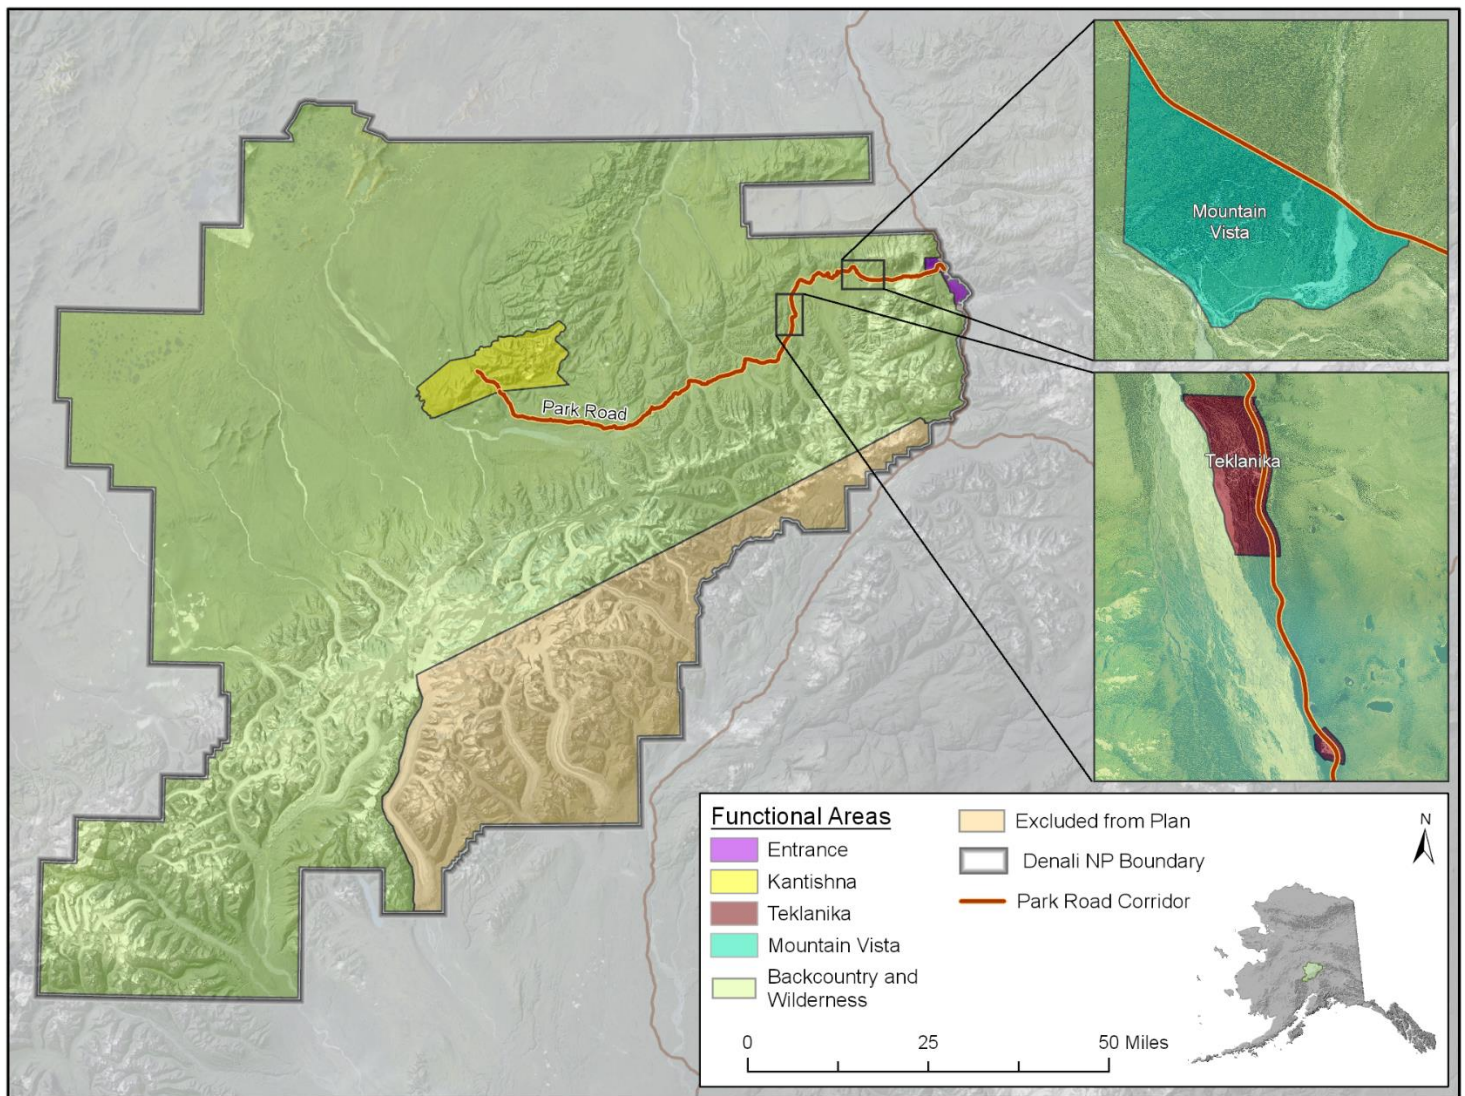 Mountain
Vista
Park Road
Teklanika
Functional Areas
Entrance
Kantishna
Teklanika
Mountain Vista
Backcountry and
Wilderness
Excluded from Plan
Denali NP Boundary
Park Road Corridor
N
0 25 50 Miles